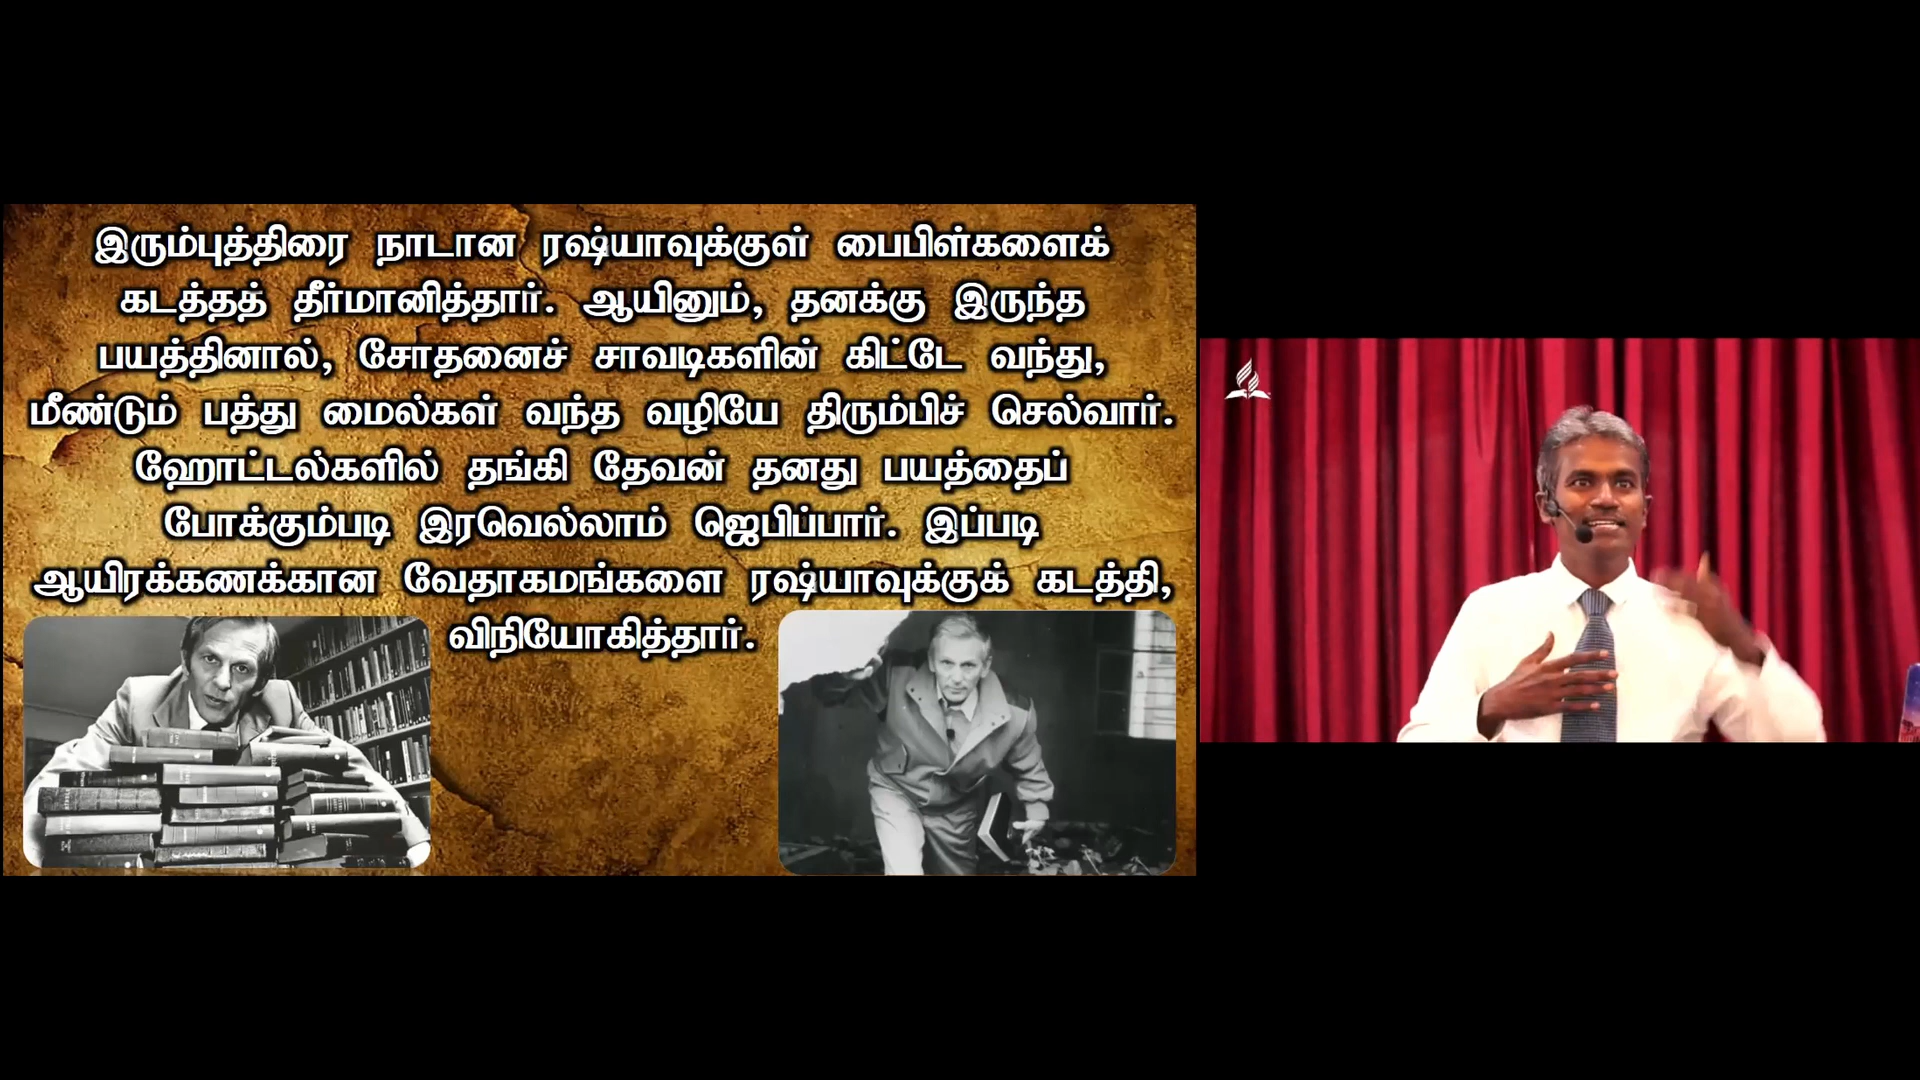 இரும்புத்திரை நாடான ரஷ்யாவுக்குள் பைபிள்களைக்
கடத்தத் தீர்மானித்தார். ஆயினும், தனக்கு இருந்த
பயத்தினால், சோதனைச் சாவடிகளின் கிட்டே வந்து,
மீண்டும் பத்து மைல்கள் வந்த வழியே திரும்பிச் செல்வார்.
ஹோட்டல்களில் தங்கி தேவன் தனது பயத்தைப்
போக்கும்படி இரவெல்லாம் ஜெபிப்பார். இப்படி
ஆயிரக்கணக்கான வேதாகமங்களை ரஷ்யாவுக்குக் கடத்தி,
விநியோகித்தார்.